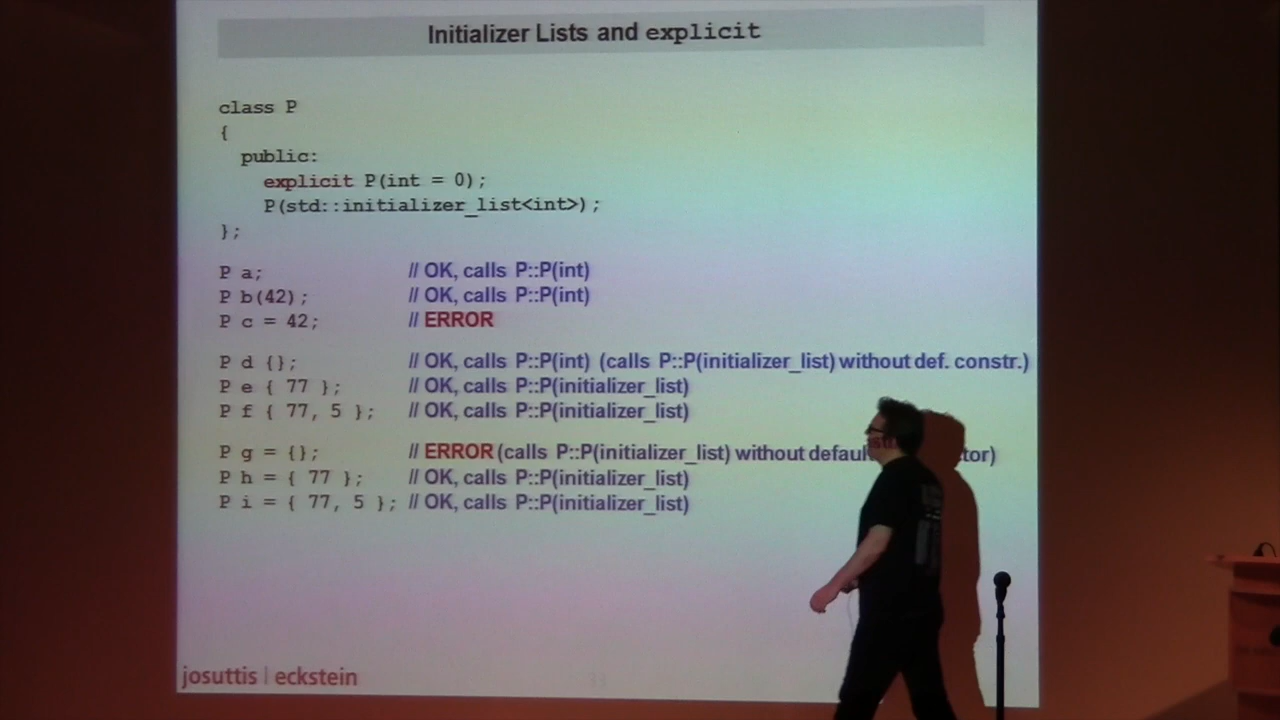 Initializer Lists and explicit
class P
{
public:
explicit P(int = 0);
P(std::initializer_list<int>);
};
P a; // OK, calls P::P(int)
P b(42); // OK, calls P::P(int)
P c = 42; // ERROR
P d {}; // OK, calls P::P(int) (calls P::P(initializer_list) without def. constr.)
P e { 77 }; // OK, calls P::P(initializer_list)
P f { 77, 5 }; // OK, calls P::P(initializer_list)
P g = {}; // ERROR (calls P::P(initializer_list) without
P h = { 77 }; // OK, calls P::P(initializer_list)
P i = { 77, 5 }; // OK, calls P::P(initializer_list)
josuttis | eckstein